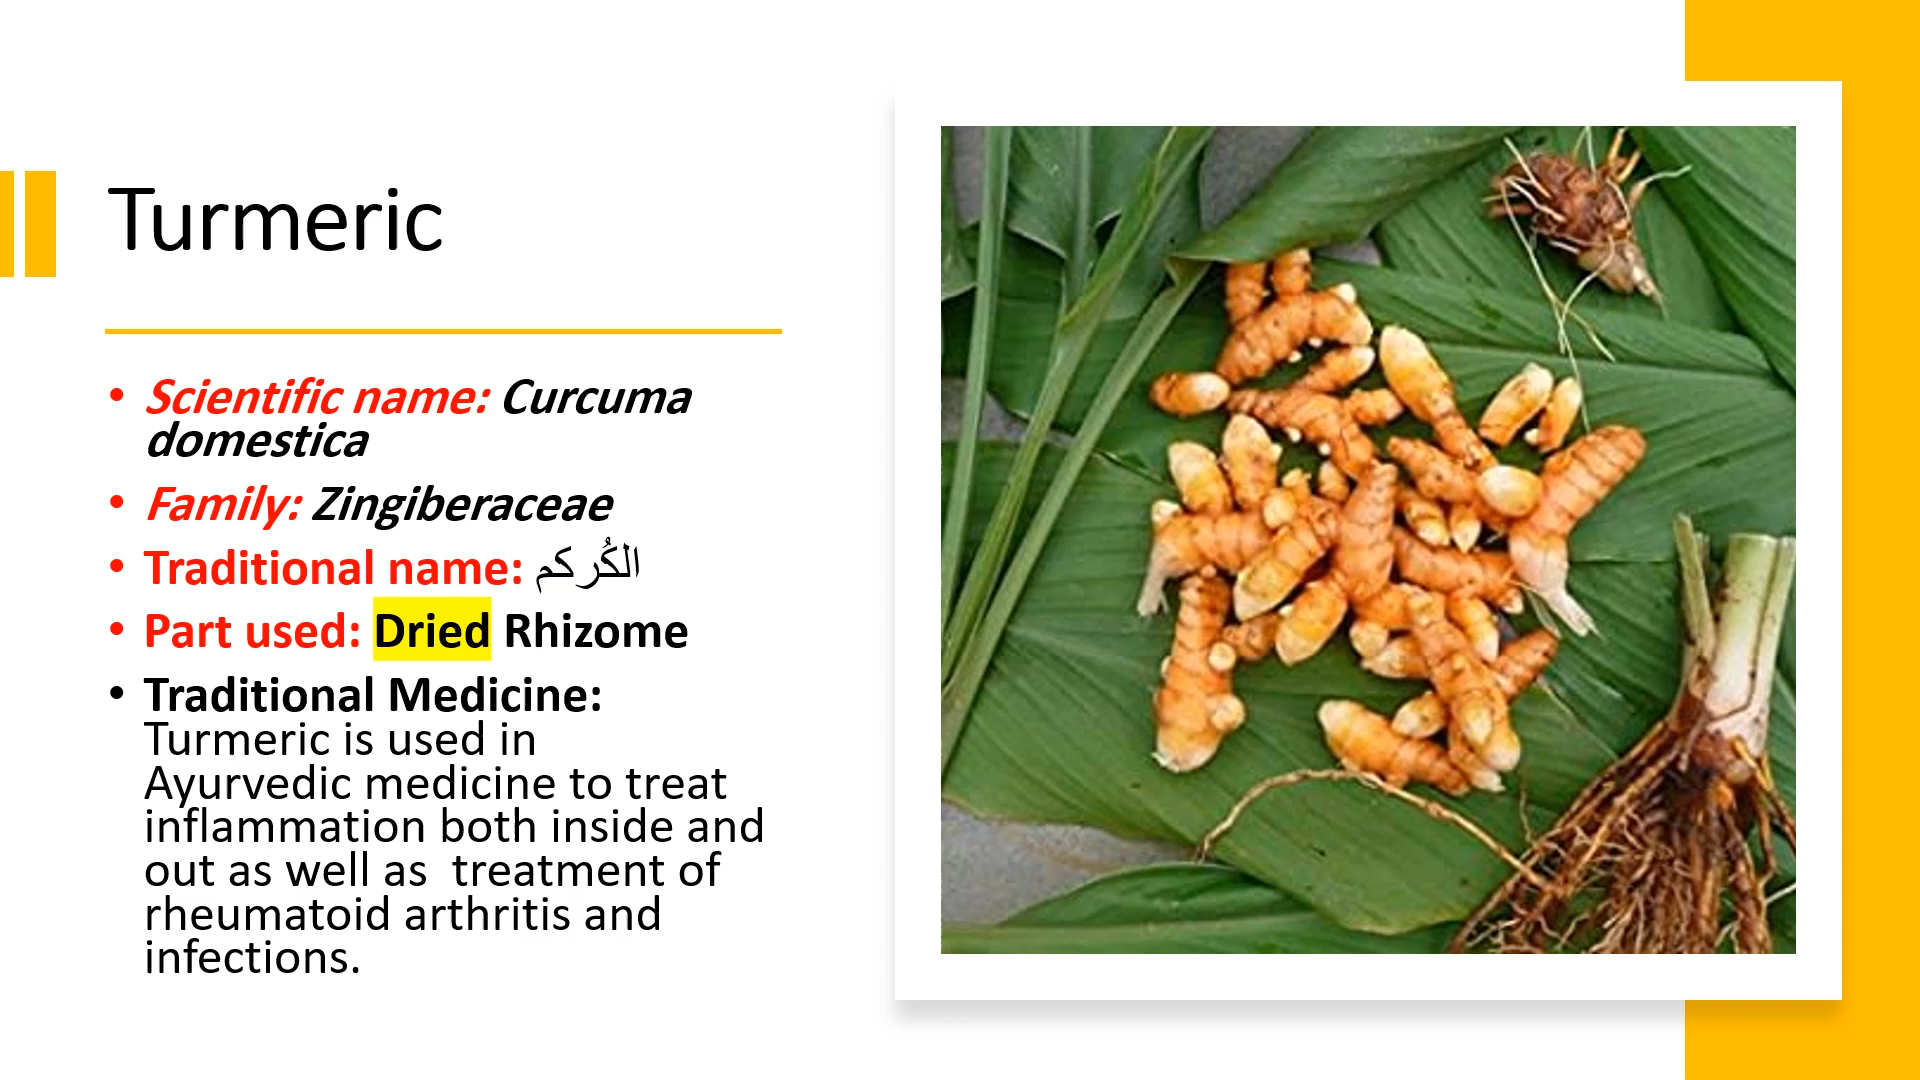 Turmeric
• Scientific name: Curcuma
domestica
• Family: Zingiberaceae
• Traditional name: الكُركم
• Part used: Dried Rhizome
• Traditional Medicine:
Turmeric is used in
Ayurvedic medicine to treat
inflammation both inside and
out as well as  treatment of
rheumatoid arthritis and
infections.